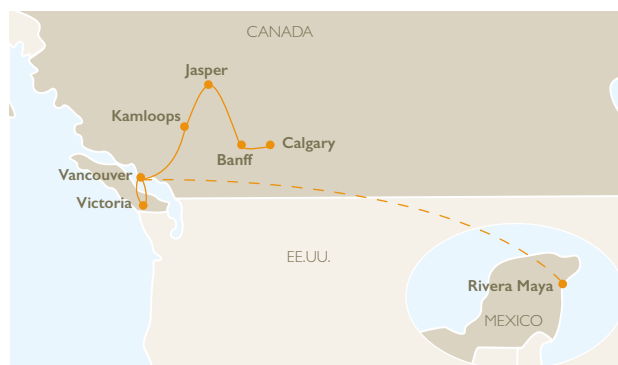 CANADA
Jasper
Kamloops
Calgary
Banff
Vancouver
Victoria
EE.UU.
Rivera Maya
MEXICO